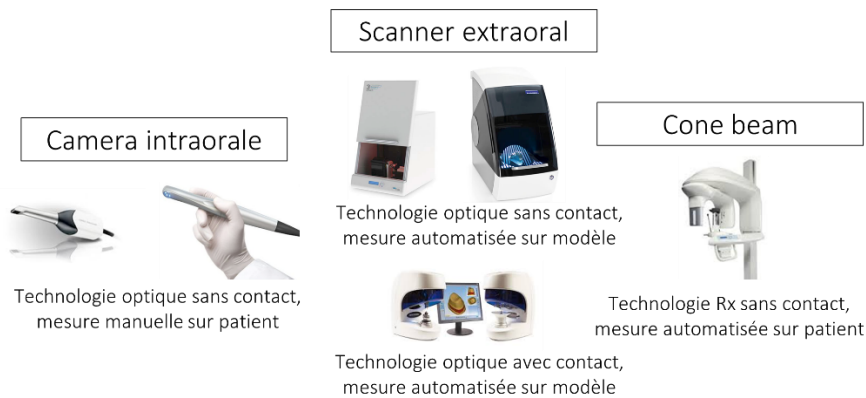 Scanner extraoral
Camera intraorale
Cone beam
Technologie optique sans contact,
mesure manuelle sur patient
Technologie optique sans contact,
mesure automatisée sur modèle
Technologie optique avec contact,
mesure automatisée sur modèle
Technologie Rx sans contact,
mesure automatisée sur patient